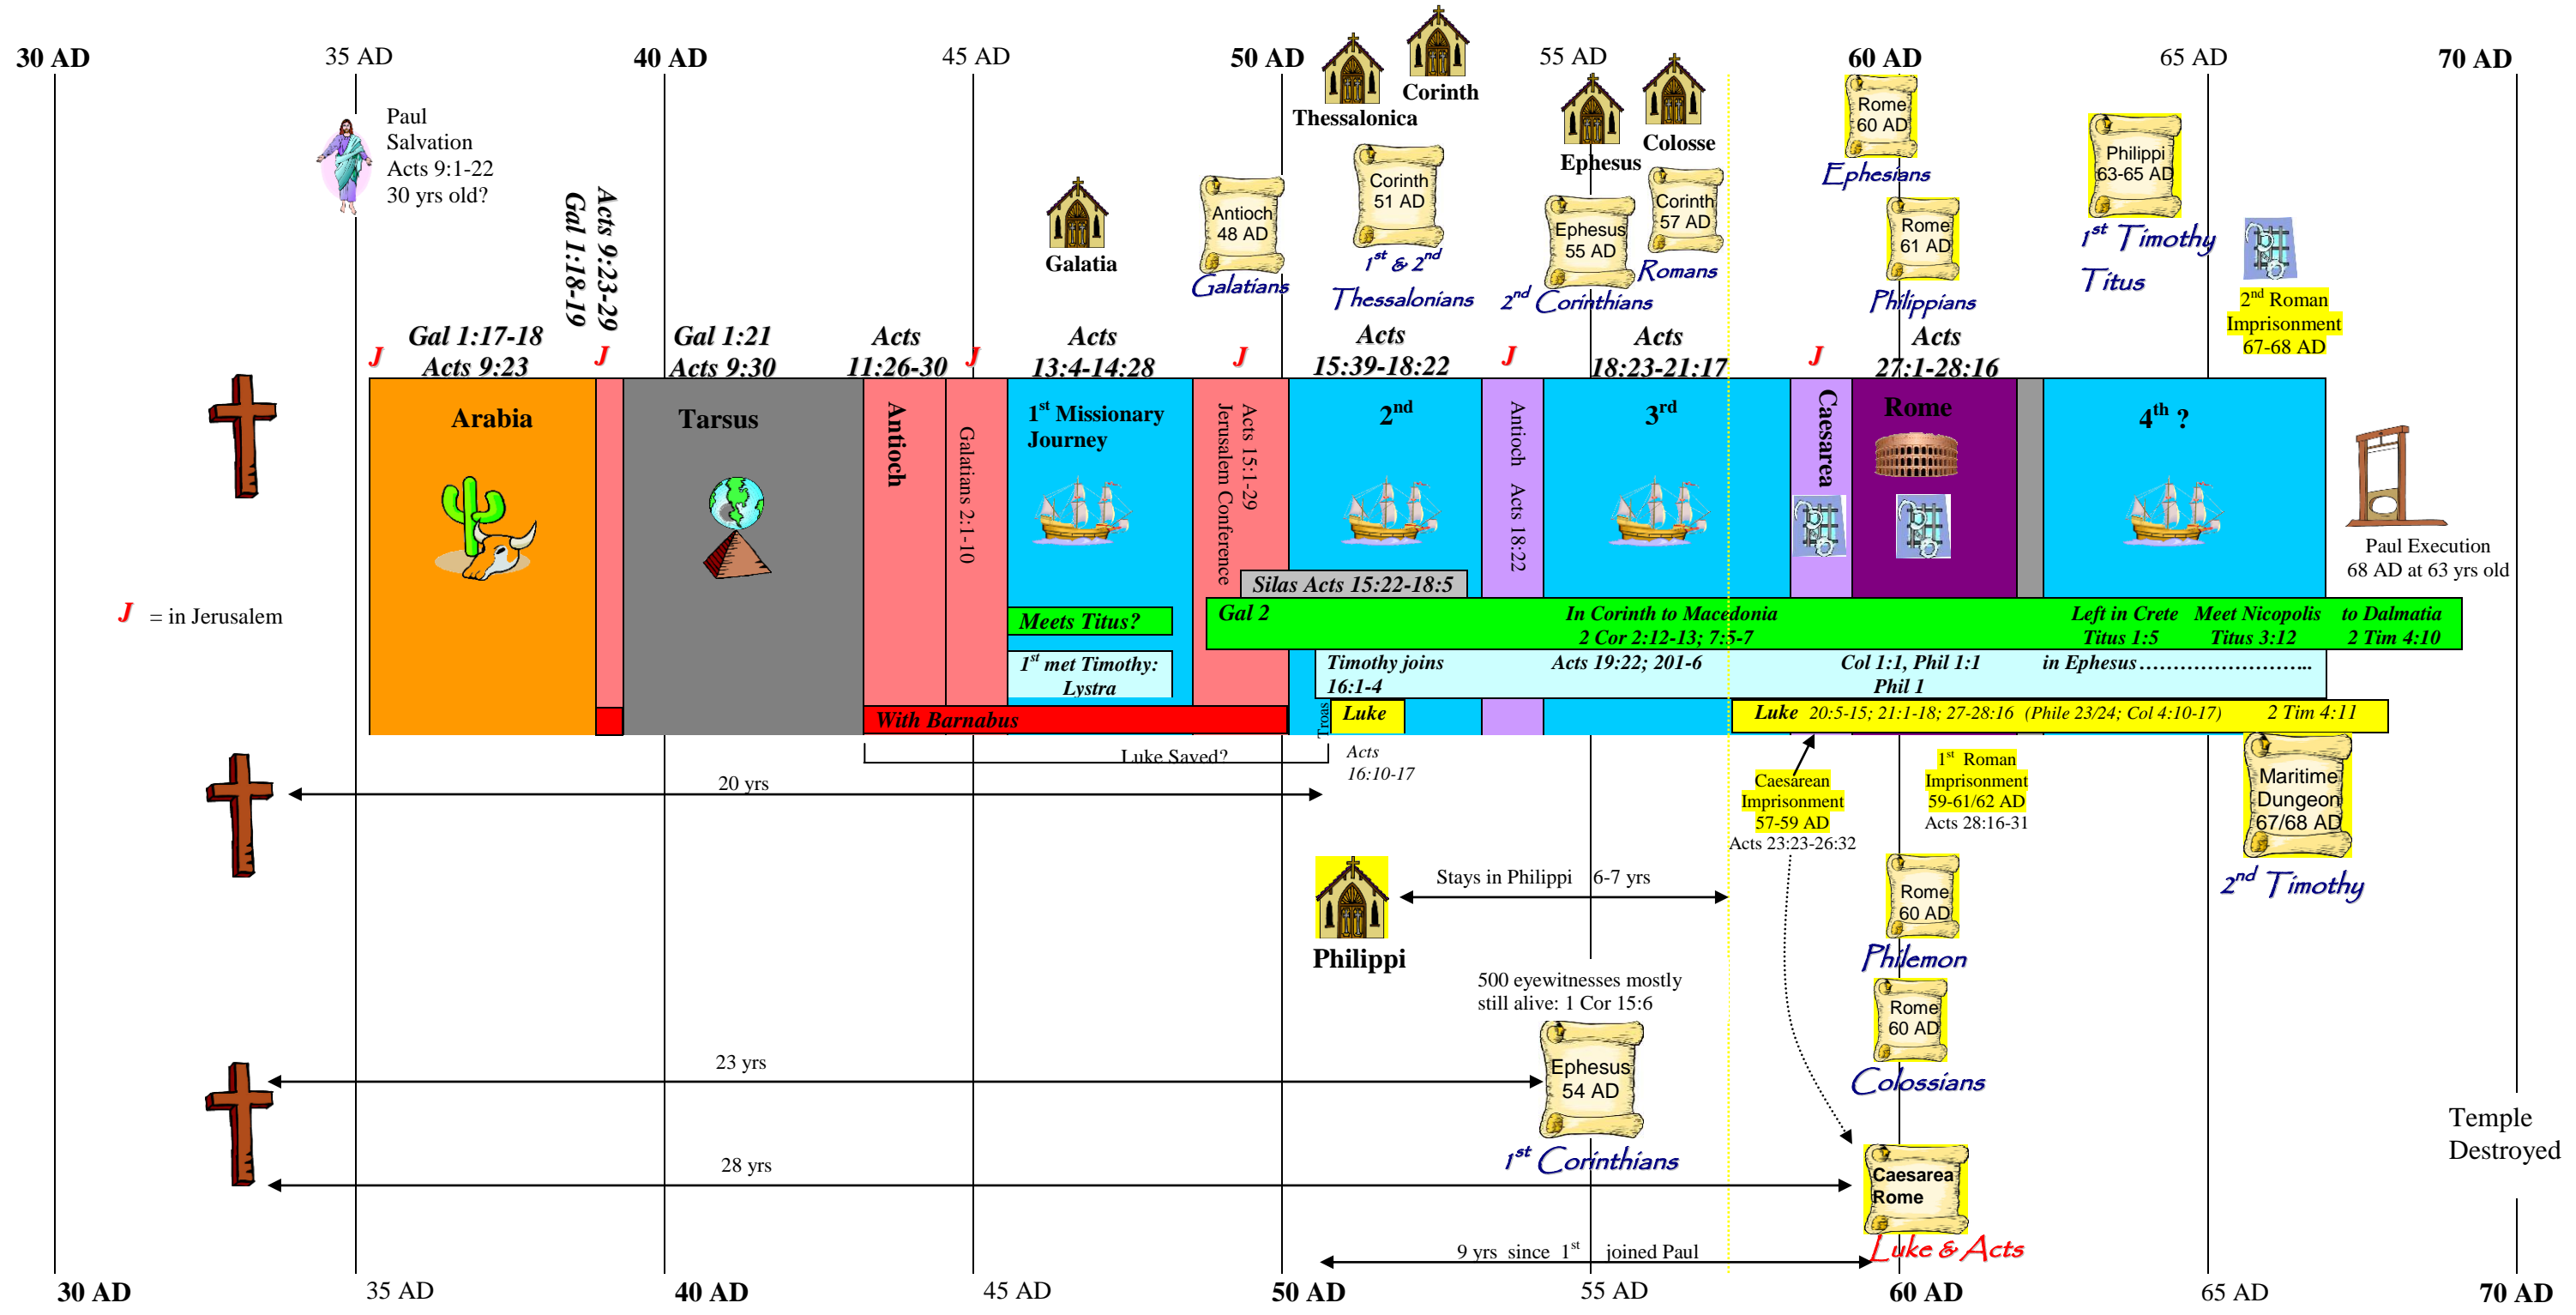 30 AD
35 AD
40 AD
45 AD
50 AD
55 AD
60 AD
65 AD
70 AD
Paul
Salvation
Acts 9:1-22
30 yrs old?
Thessalonica
Corinth
Ephesus
Colosse
Galatia
Antioch
48 AD
Galatians
Corinth
51 AD
1st & 2nd
Thessalonians
Ephesus
55 AD
2nd Corinthians
Corinth
57 AD
Romans
Rome
60 AD
Ephesians
Rome
61 AD
Philippians
Philippi
63-65 AD
1st Timothy
Titus
2nd Roman
Imprisonment
67-68 AD
J
Gal 1:17-18
Acts 9:23
Acts 9:23-29
Gal 1:18-19
J
Gal 1:21
Acts 9:30
Acts
11:26-30
J
Acts
13:4-14:28
J
Acts
15:39-18:22
J
Acts
18:23-21:17
J
Acts
27:1-28:16
Arabia
Tarsus
Antioch
Galatians 2:1-10
1st Missionary
Journey
Acts 15:1-29
Jerusalem Conference
2nd
Antioch Acts 18:22
3rd
Caesarea
Rome
4th ?
Paul Execution
68 AD at 63 yrs old
J = in Jerusalem
Silas Acts 15:22-18:5
Meets Titus?
Gal 2
In Corinth to Macedonia
2 Cor 2:12-13; 7:5-7
Left in Crete
Titus 1:5
Meet Nicopolis
Titus 3:12
to Dalmatia
2 Tim 4:10
1st met Timothy:
Lystra
Timothy joins
16:1-4
Acts 19:22; 201-6
Col 1:1, Phil 1:1
Phil 1
in Ephesus……………………..
With Barnabus
Troas
Luke
Luke 20:5-15; 21:1-18; 27-28:16 (Phile 23/24; Col 4:10-17) 2 Tim 4:11
Luke Saved?
Acts
16:10-17
20 yrs
Caesarean
Imprisonment
57-59 AD
Acts 23:23-26:32
1st Roman
Imprisonment
59-61/62 AD
Acts 28:16-31
Maritime
Dungeon
67/68 AD
2nd Timothy
Stays in Philippi 6-7 yrs
Philippi
Rome
60 AD
Philemon
500 eyewitnesses mostly
still alive: 1 Cor 15:6
Rome
60 AD
Colossians
Ephesus
54 AD
1st Corinthians
23 yrs
28 yrs
Caesarea
Rome
Luke & Acts
9 yrs since 1st joined Paul
Temple
Destroyed
30 AD
35 AD
40 AD
45 AD
50 AD
55 AD
60 AD
65 AD
70 AD